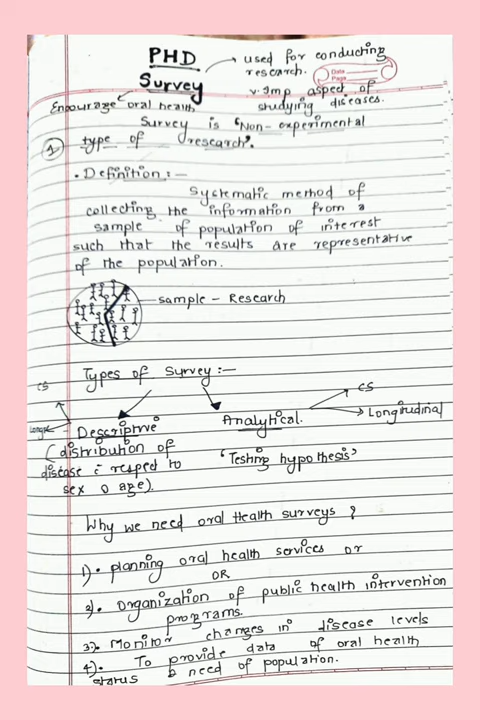 PHD
Survey
→ used for conducting
research.
Date
Page
v. Imp aspect of
studying diseases.
Encourage oral health
Survey is 'Non-experimental
1 type of research'.
• Definition :—
Systematic method of
collecting the information from a
sample of population of interest
such that the results are representative
of the population.
sample - Research
Types of survey :—
cs
Longi
Descriptive
Analytical.
cs
Longitudinal
(distribution of
disease c̄ respect to
sex o age).
'Testing hypothesis'
Why we need oral Health surveys ?
1)• planning oral health services or
OR
2)• Organization of public health intervention
programs.
3)• Monitor changes in disease levels
4)• To provide data of oral health
status & need of population.